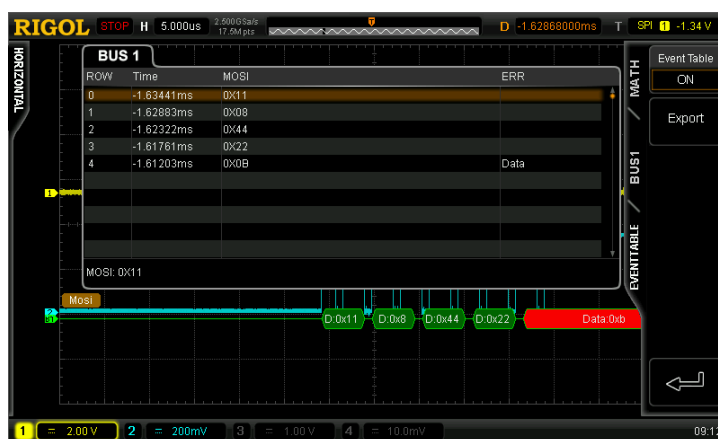 RIGOL STOP H 5.000us 2.500GSa/s 17.5Mpts D -1.62868000ms T SPI 1 -1.34 V
HORIZONTAL
BUS 1
ROW Time MOSI ERR
0 -1.63441ms 0X11
1 -1.62883ms 0X08
2 -1.62322ms 0X44
3 -1.61761ms 0X22
4 -1.61203ms 0X0B Data
MOSI: 0X11
MATH
BUS1
EVENTTABLE
Event Table
ON
Export
1
Mosi
2
B1
D:0x11 D:0x8 D:0x44 D:0x22 Data:0xb
1 = 2.00 V 2 = 200mV 3 = 1.00 V 4 = 10.0mV 09:12